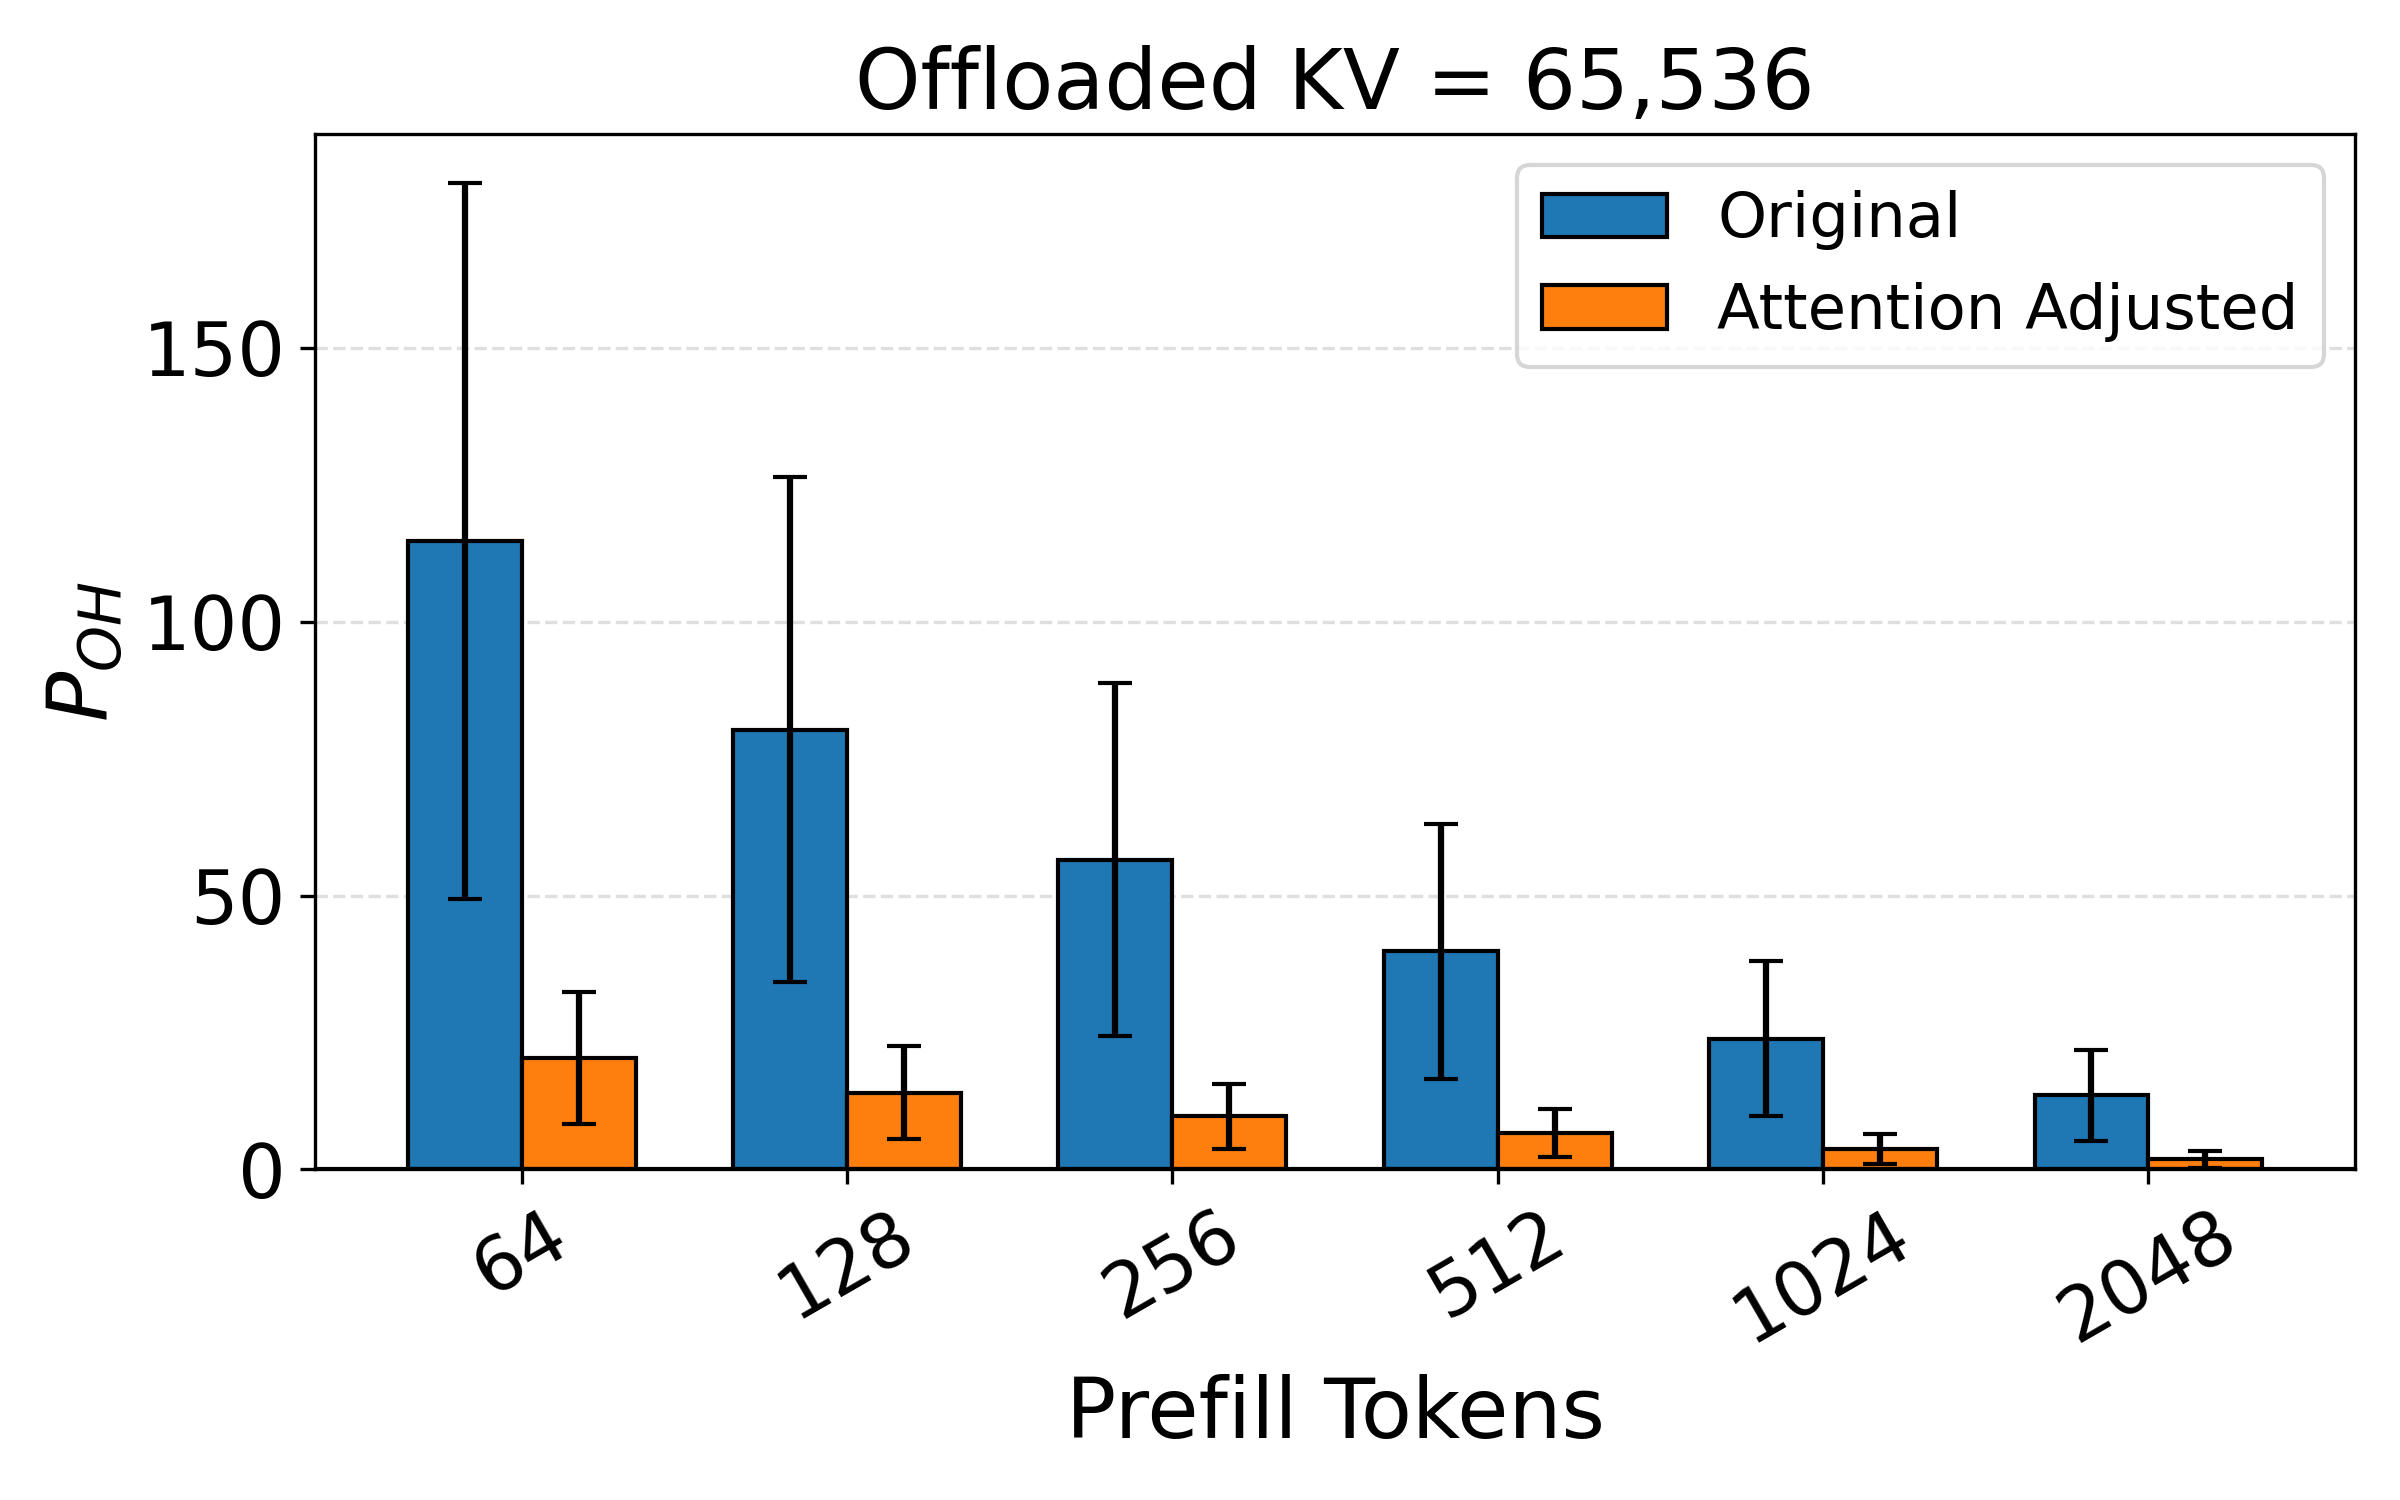 Offloaded KV = 65,536
Original
Attention Adjusted
P_OH
150
100
50
0
64
128
256
512
1024
2048
Prefill Tokens